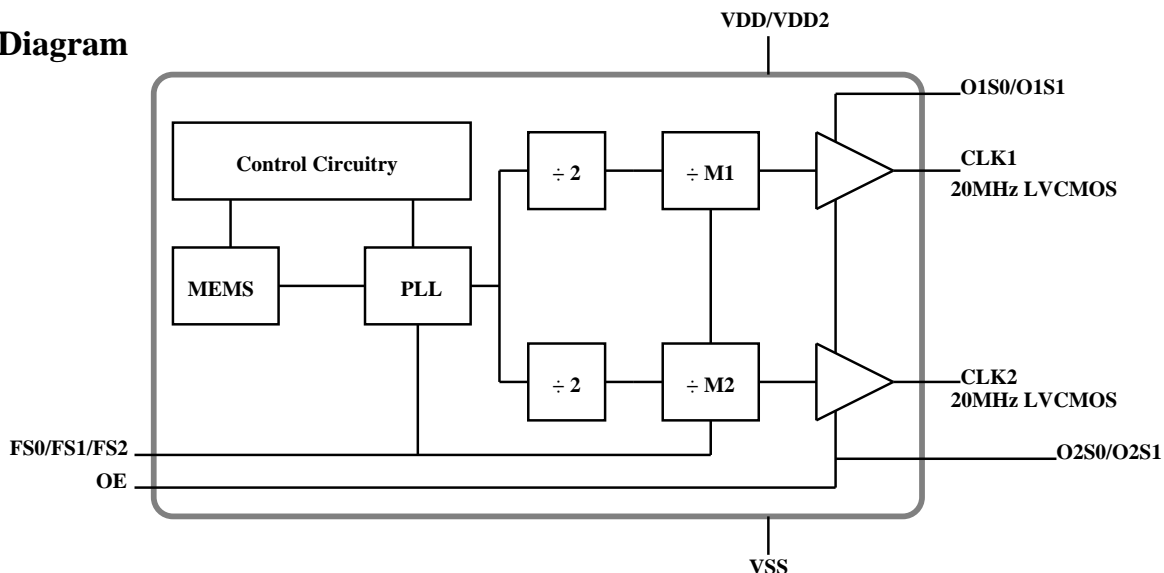 VDD/VDD2
Diagram
O1S0/O1S1
Control Circuitry
÷ 2
÷ M1
CLK1
20MHz LVCMOS
MEMS
PLL
÷ 2
÷ M2
CLK2
20MHz LVCMOS
FS0/FS1/FS2
O2S0/O2S1
OE
VSS